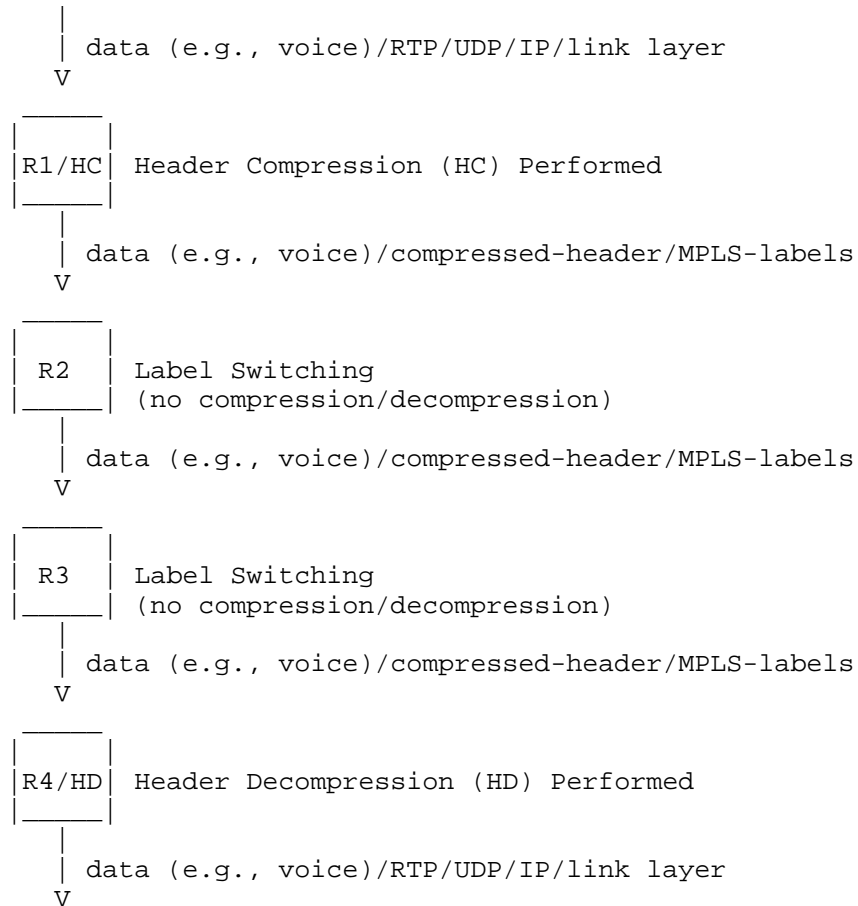 data (e.g., voice)/RTP/UDP/IP/link layer
V
R1/HC Header Compression (HC) Performed
data (e.g., voice)/compressed-header/MPLS-labels
V
R2 Label Switching
(no compression/decompression)
data (e.g., voice)/compressed-header/MPLS-labels
V
R3 Label Switching
(no compression/decompression)
data (e.g., voice)/compressed-header/MPLS-labels
V
R4/HD Header Decompression (HD) Performed
data (e.g., voice)/RTP/UDP/IP/link layer
V